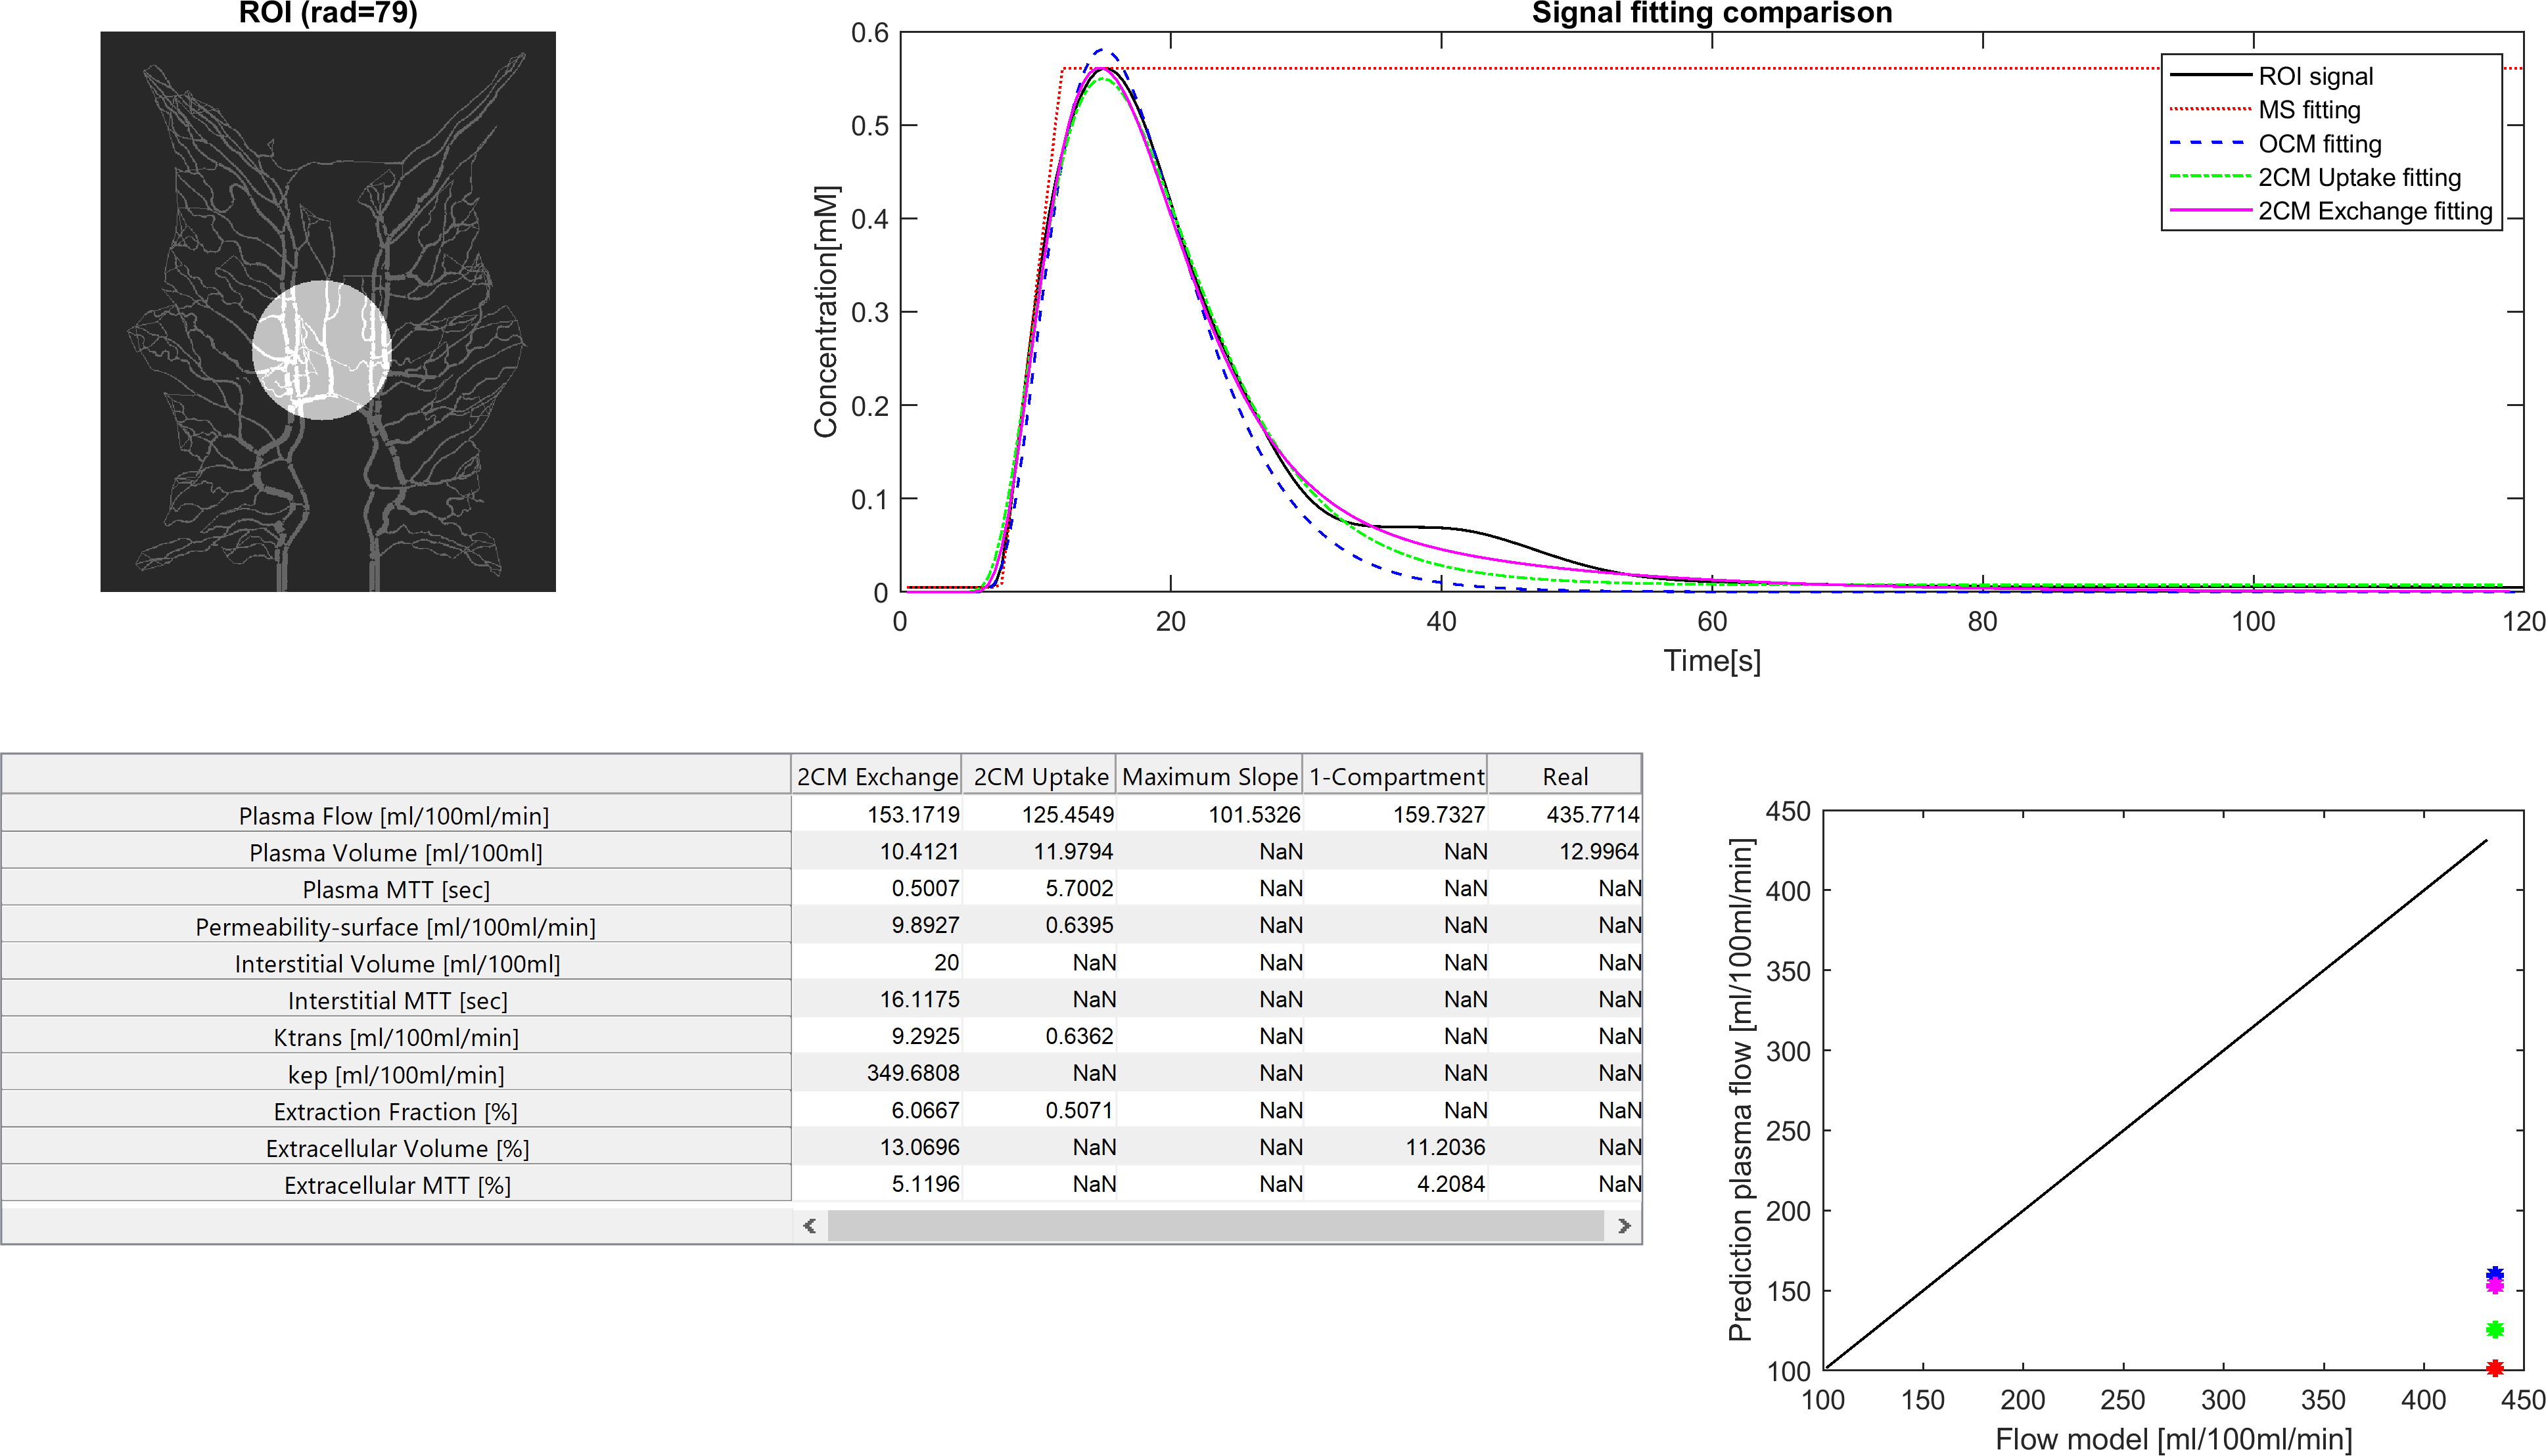 ROI (rad=79)
Signal fitting comparison
0.6
0.5
0.4
0.3
0.2
0.1
0
Concentration[mM]
0 20 40 60 80 100 120
Time[s]
ROI signal
MS fitting
OCM fitting
2CM Uptake fitting
2CM Exchange fitting
2CM Exchange 2CM Uptake Maximum Slope 1-Compartment Real
Plasma Flow [ml/100ml/min] 153.1719 125.4549 101.5326 159.7327 435.7714
Plasma Volume [ml/100ml] 10.4121 11.9794 NaN NaN 12.9964
Plasma MTT [sec] 0.5007 5.7002 NaN NaN NaN
Permeability-surface [ml/100ml/min] 9.8927 0.6395 NaN NaN NaN
Interstitial Volume [ml/100ml] 20 NaN NaN NaN NaN
Interstitial MTT [sec] 16.1175 NaN NaN NaN NaN
Ktrans [ml/100ml/min] 9.2925 0.6362 NaN NaN NaN
kep [ml/100ml/min] 349.6808 NaN NaN NaN NaN
Extraction Fraction [%] 6.0667 0.5071 NaN NaN NaN
Extracellular Volume [%] 13.0696 NaN NaN 11.2036 NaN
Extracellular MTT [%] 5.1196 NaN NaN 4.2084 NaN
450
400
350
300
250
200
150
100
Prediction plasma flow [ml/100ml/min]
100 150 200 250 300 350 400 450
Flow model [ml/100ml/min]